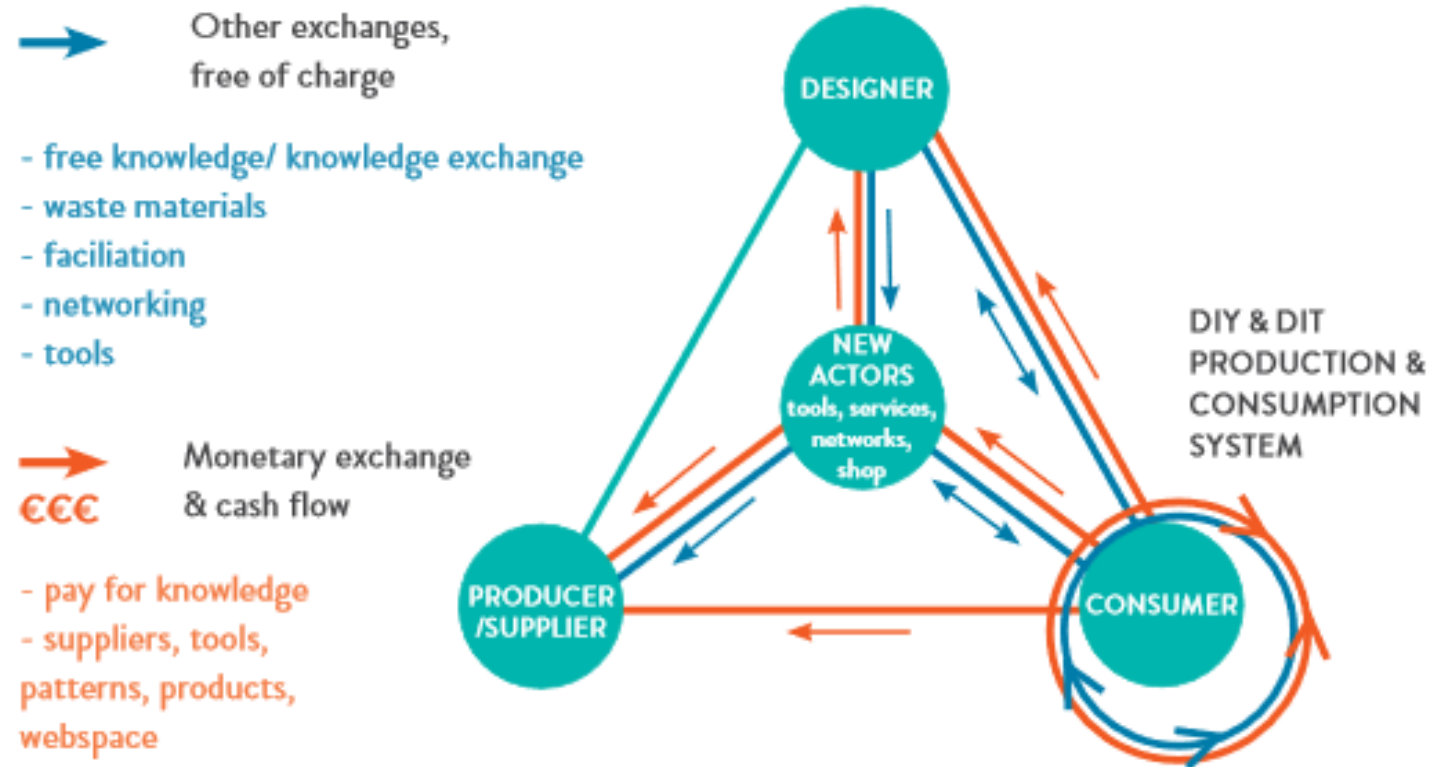 Other exchanges,
free of charge
- free knowledge/ knowledge exchange
- waste materials
- faciliation
- networking
- tools
Monetary exchange
€€€
& cash flow
- pay for knowledge
- suppliers, tools,
patterns, products,
webspace
DESIGNER
NEW
ACTORS
tools, services,
networks,
shop
DIY & DIT
PRODUCTION &
CONSUMPTION
SYSTEM
PRODUCER
/SUPPLIER
CONSUMER